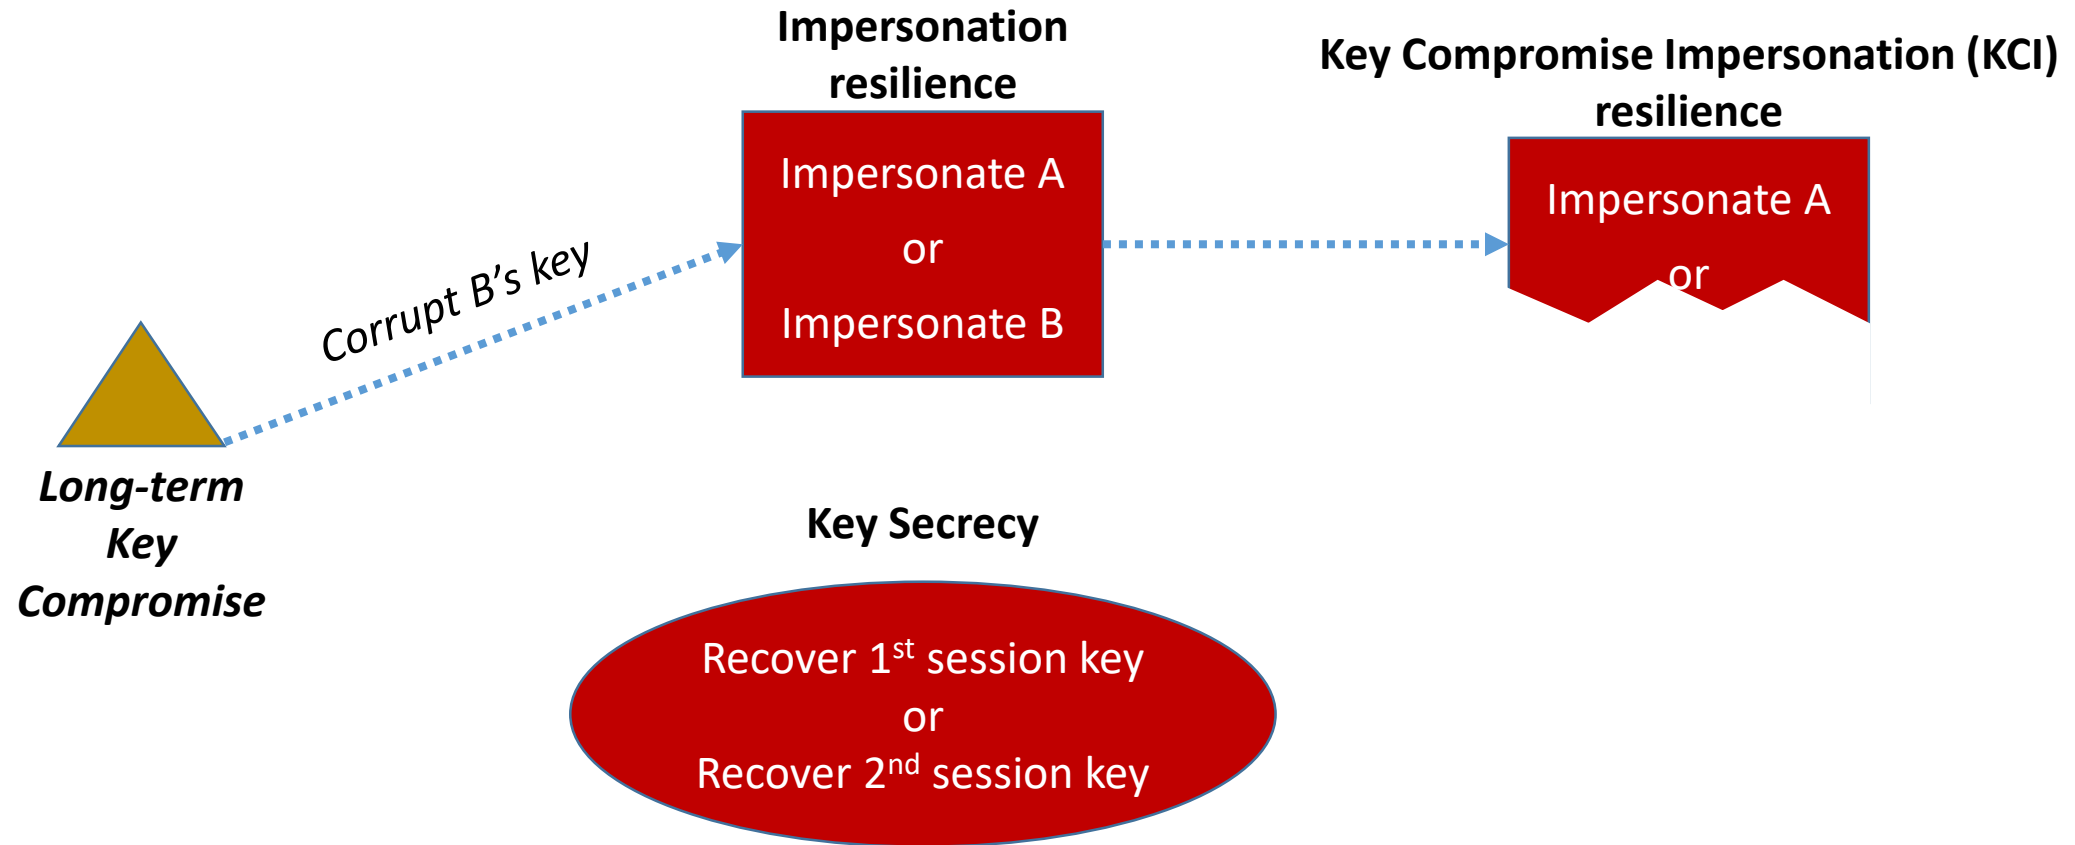 Impersonation
resilience
Key Compromise Impersonation (KCI)
resilience
Impersonate A
or
Impersonate B
Impersonate A
or
Corrupt B's key
Long-term
Key
Compromise
Key Secrecy
Recover 1st session key
or
Recover 2nd session key